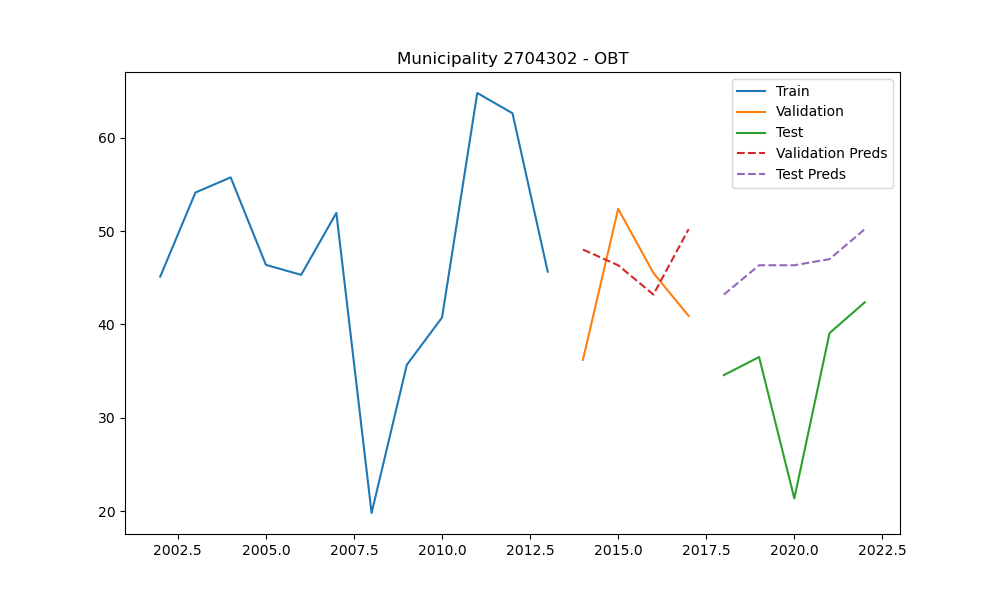 Municipality 2704302 - OBT
Train
Validation
Test
Validation Preds
Test Preds
60
50
40
30
20
2002.5 2005.0 2007.5 2010.0 2012.5 2015.0 2017.5 2020.0 2022.5